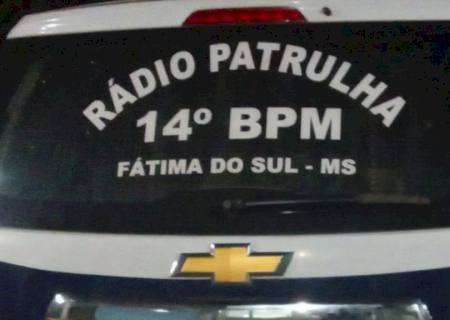 RÁDIO PATRULHA
14º BPM
FÁTIMA DO SUL - MS